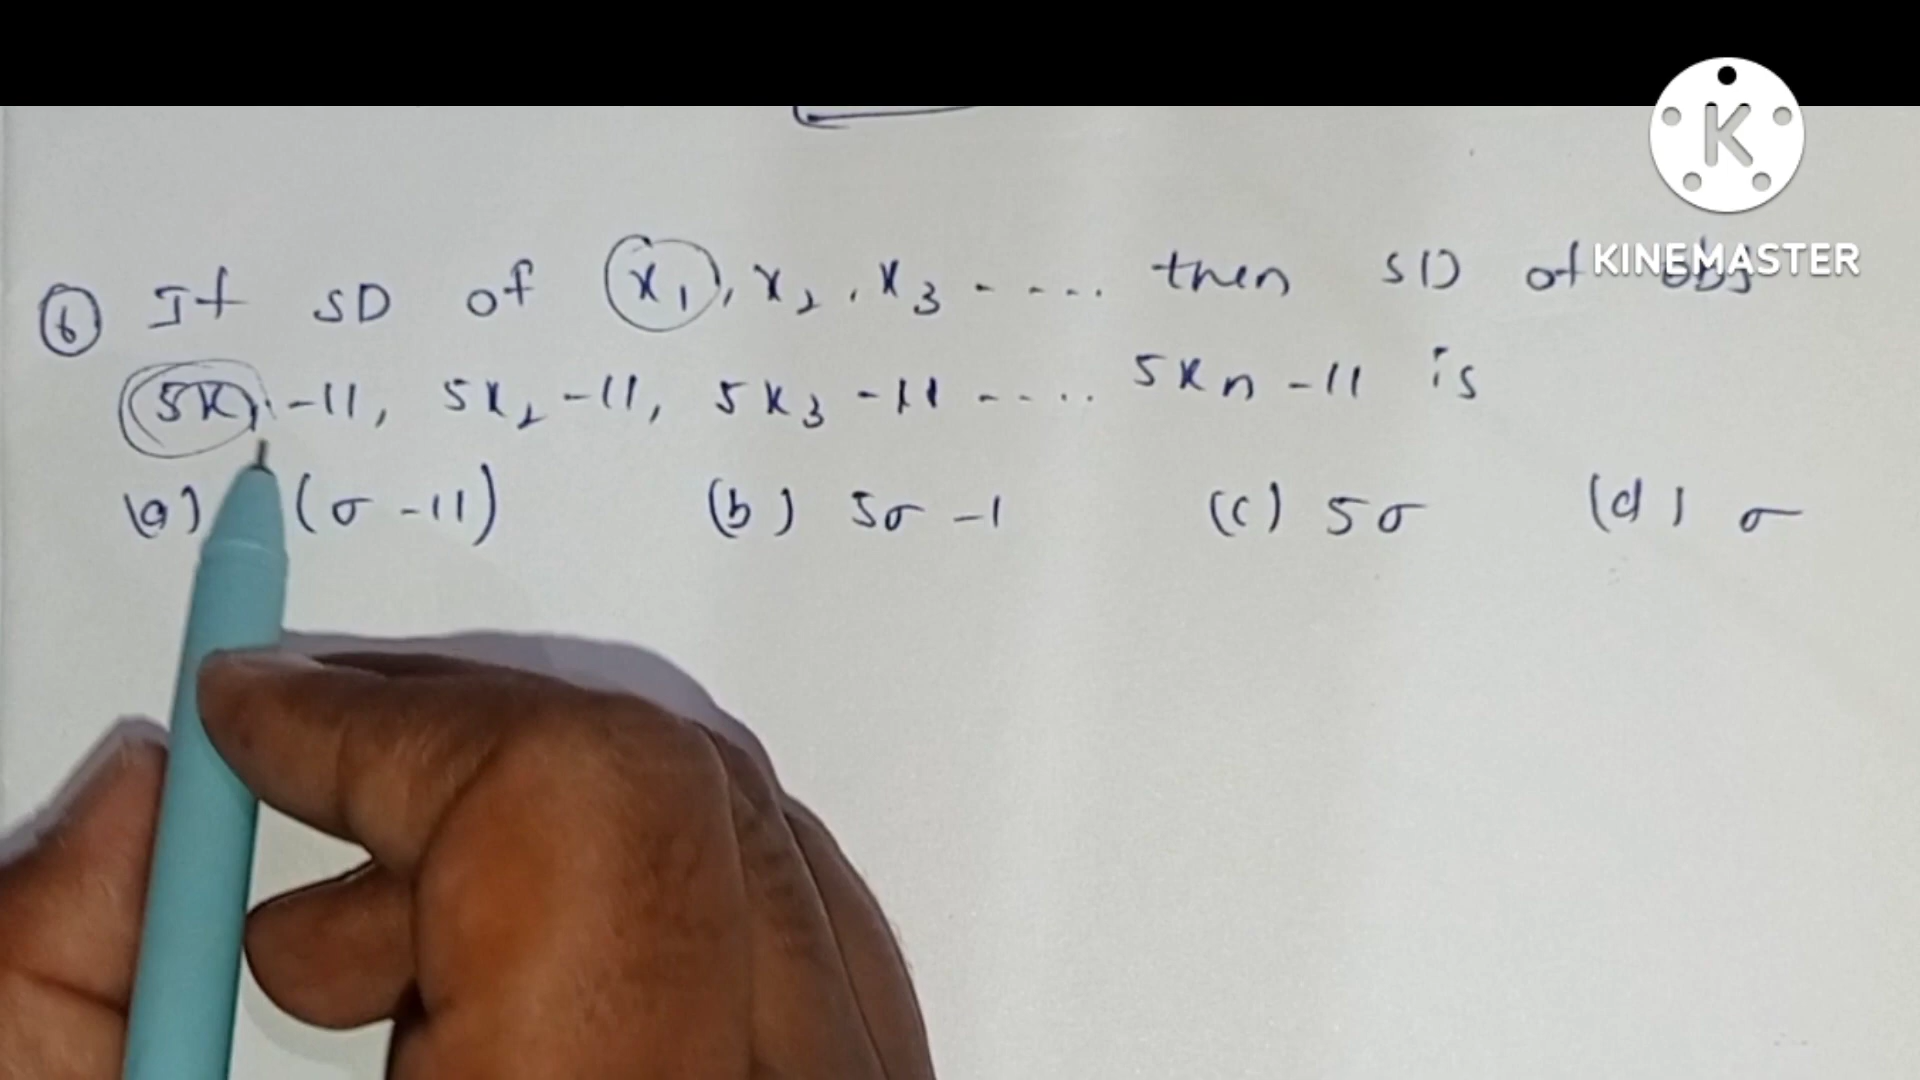 K
KINEMASTER
(6) If SD of x₁, x₂, x₃ ----- then SD of obs
5x₁ -11, 5x₂ -11, 5x₃ -11 ----- 5xn -11 is
(a) (σ -11) (b) 5σ -1 (c) 5σ (d) σ